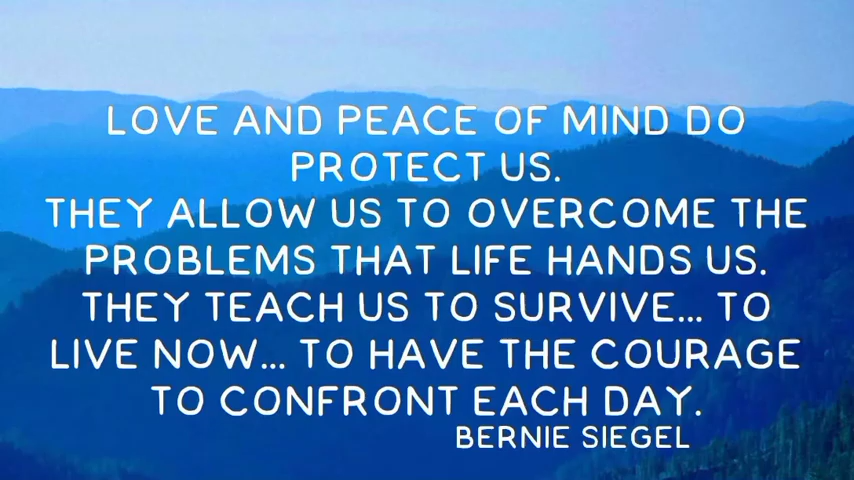 LOVE AND PEACE OF MIND DO
PROTECT US.
THEY ALLOW US TO OVERCOME THE
PROBLEMS THAT LIFE HANDS US.
THEY TEACH US TO SURVIVE... TO
LIVE NOW... TO HAVE THE COURAGE
TO CONFRONT EACH DAY.
BERNIE SIEGEL